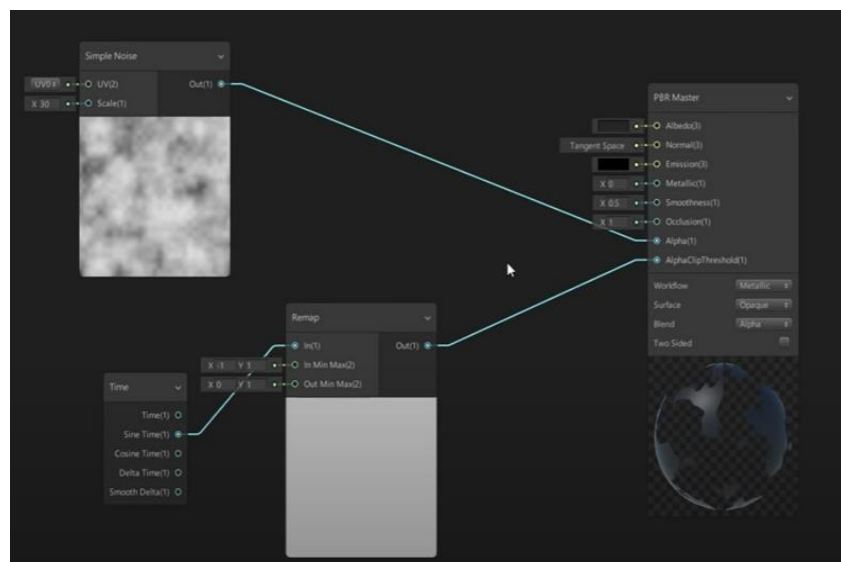 Simple Noise
UV0
UV(2)
Out(1)
X 30
Scale(1)
PBR Master
Albedo(3)
Tangent Space
Normal(3)
Emission(3)
X 0
Metallic(1)
X 0.5
Smoothness(1)
X 1
Occlusion(1)
Alpha(1)
AlphaClipThreshold(1)
Workflow
Metallic
Surface
Opaque
Blend
Alpha
Two Sided
Remap
In(1)
Out(1)
X -1 Y 1
In Min Max(2)
X 0 Y 1
Out Min Max(2)
Time
Time(1)
Sine Time(1)
Cosine Time(1)
Delta Time(1)
Smooth Delta(1)